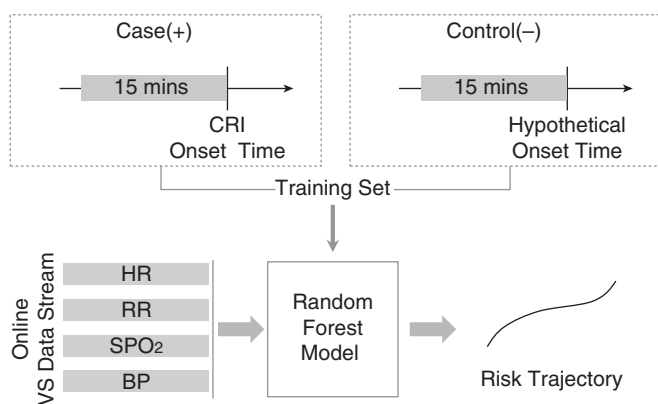 Case(+)
15 mins
CRI
Onset Time
Control(–)
15 mins
Hypothetical
Onset Time
Training Set
Online
VS Data Stream
HR
RR
SPO2
BP
Random
Forest
Model
Risk Trajectory